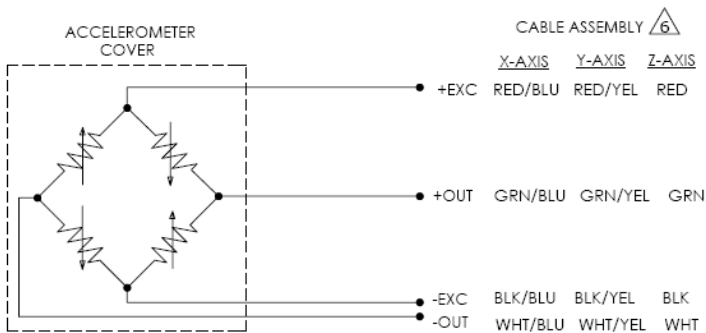 ACCELEROMETER
COVER
CABLE ASSEMBLY 6
X-AXIS Y-AXIS Z-AXIS
+EXC RED/BLU RED/YEL RED
+OUT GRN/BLU GRN/YEL GRN
-EXC BLK/BLU BLK/YEL BLK
-OUT WHT/BLU WHT/YEL WHT